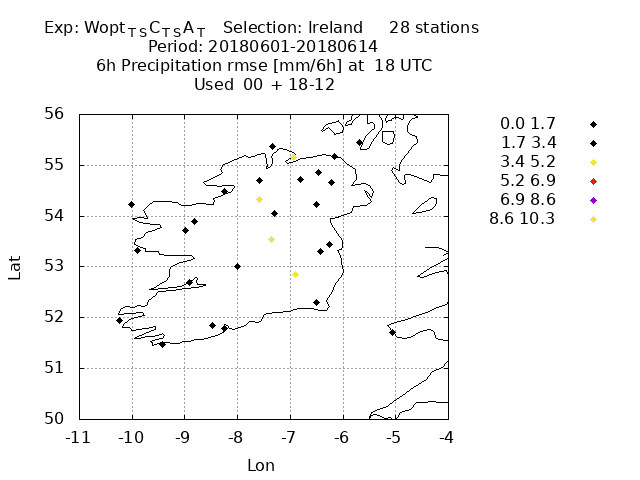 Exp: Wopt TS C TS A T Selection: Ireland 28 stations
Period: 20180601-20180614
6h Precipitation rmse [mm/6h] at 18 UTC
Used 00 + 18-12
0.0 1.7
1.7 3.4
3.4 5.2
5.2 6.9
6.9 8.6
8.6 10.3
56
55
54
53
52
51
50
Lat
-11 -10 -9 -8 -7 -6 -5 -4
Lon